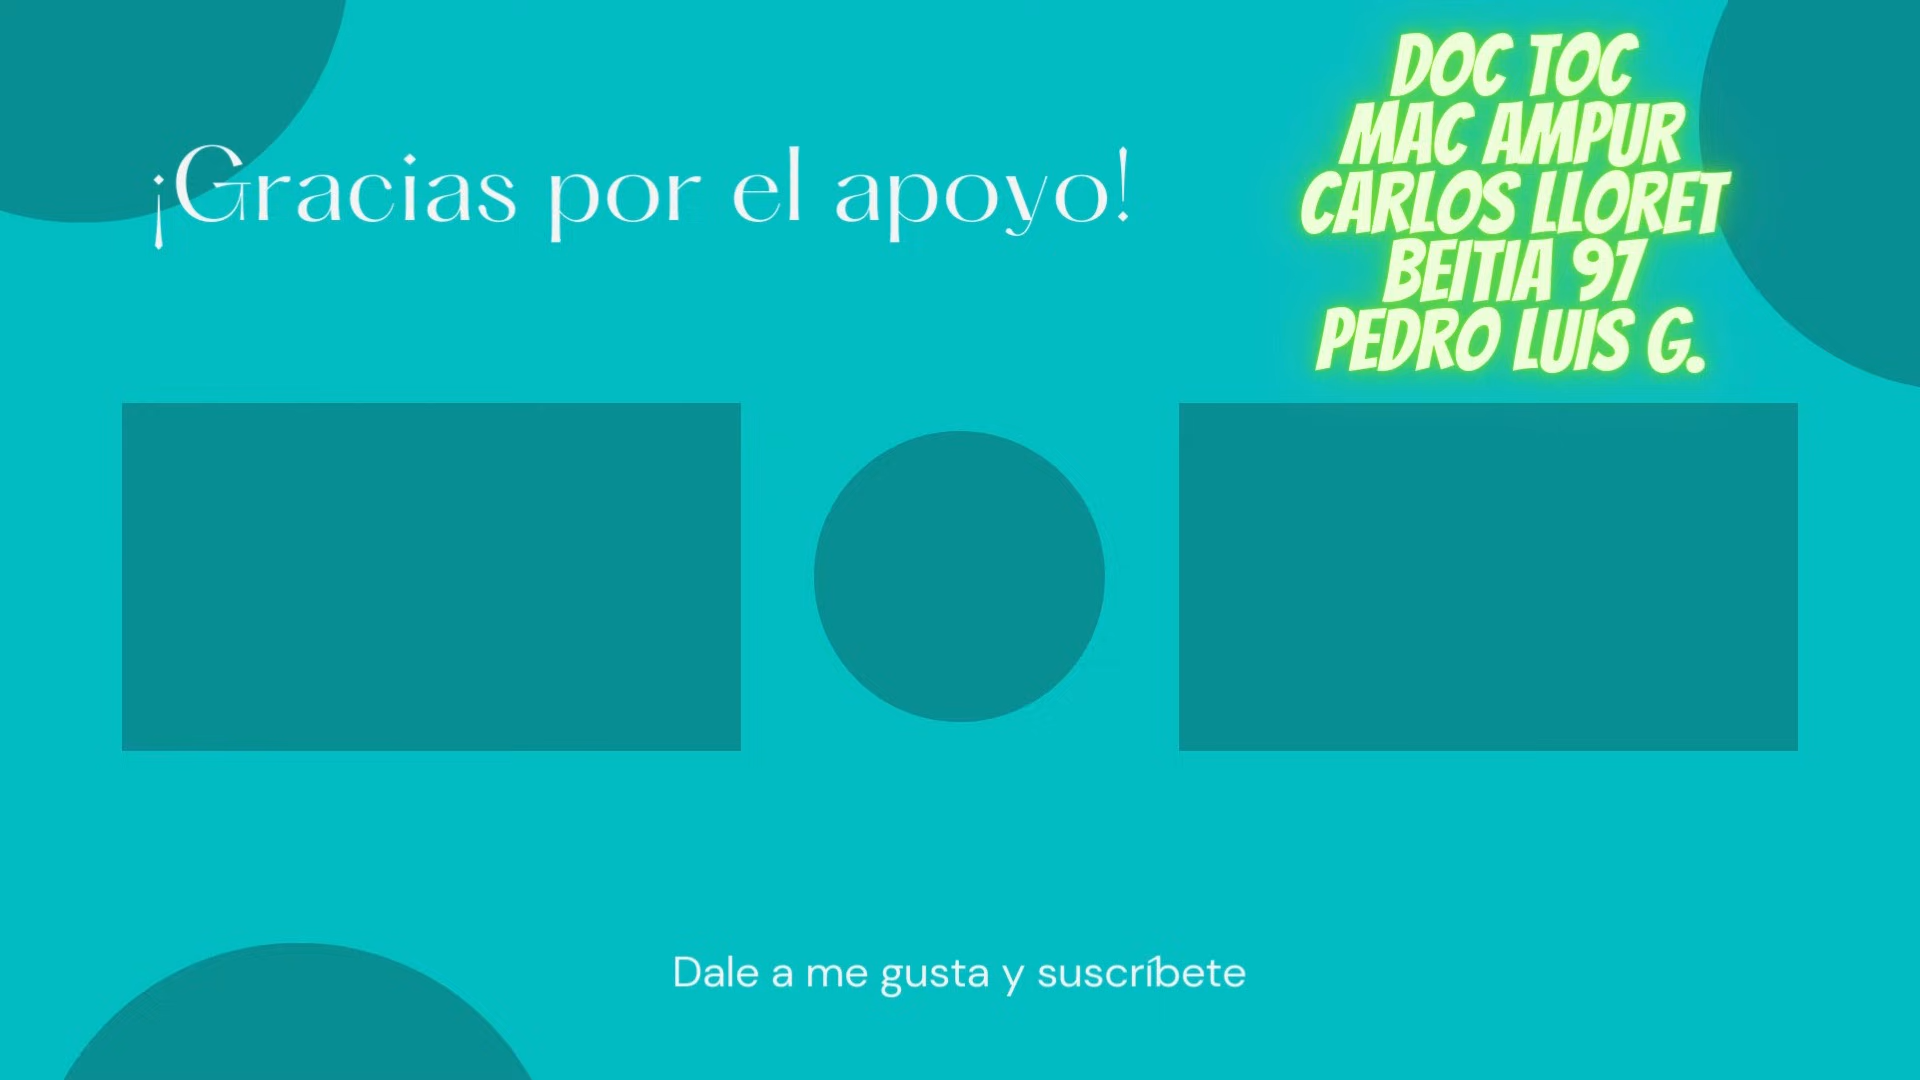 ¡Gracias por el apoyo!
DOC TOC
MAC AMPUR
CARLOS LLORET
BEITIA 97
PEDRO LUIS G.
Dale a me gusta y suscríbete